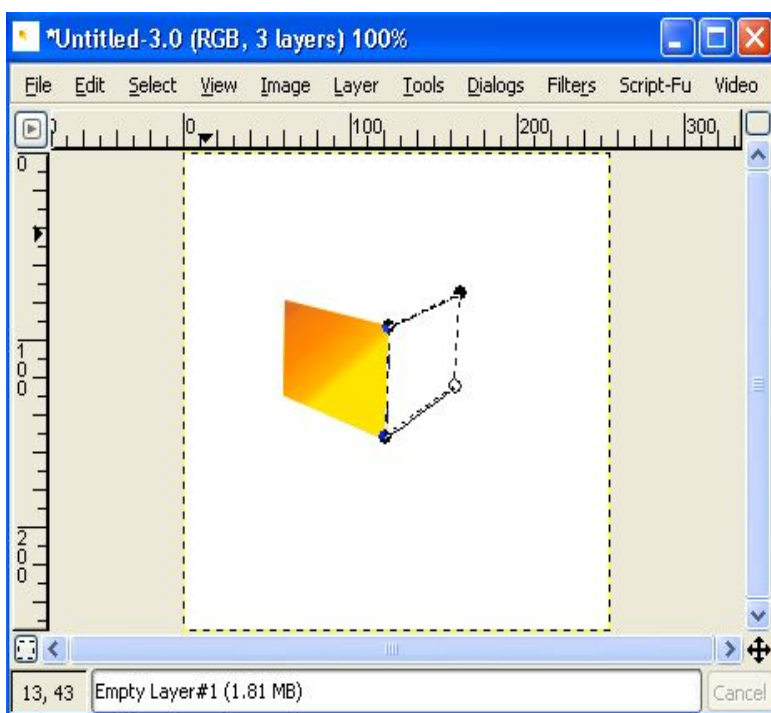 *Untitled-3.0 (RGB, 3 layers) 100%
File Edit Select View Image Layer Tools Dialogs Filters Script-Fu Video
0 100 200 300
0
100
200
13, 43 Empty Layer#1 (1.81 MB) Cancel